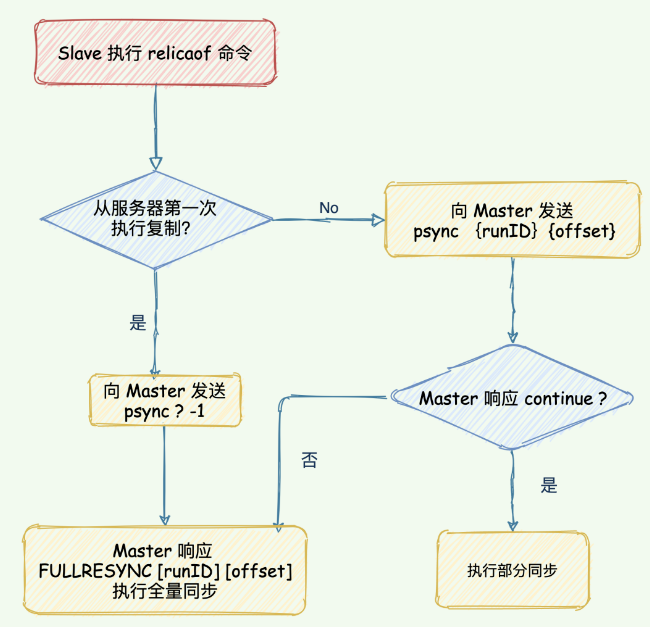 Slave 执行 relicaof 命令
从服务器第一次
执行复制?
No
向 Master 发送
psync {runID} {offset}
是
向 Master 发送
psync ? -1
Master 响应 continue ?
否
是
Master 响应
FULLRESYNC [runID] [offset]
执行全量同步
执行部分同步